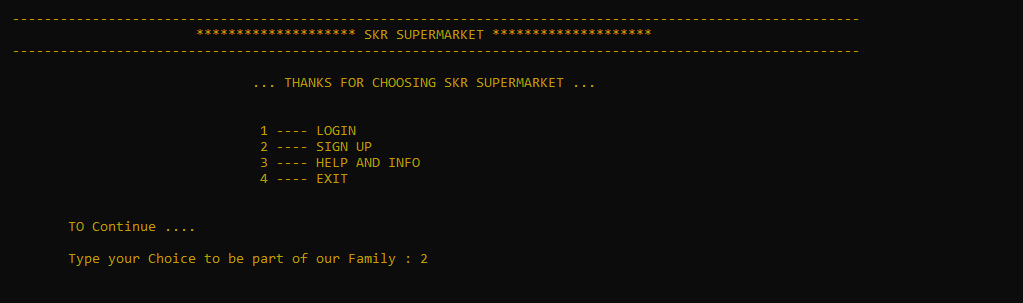 ----------------------------------------------------------------------------------------------------------
******************** SKR SUPERMARKET ********************
----------------------------------------------------------------------------------------------------------
... THANKS FOR CHOOSING SKR SUPERMARKET ...
1 ---- LOGIN
2 ---- SIGN UP
3 ---- HELP AND INFO
4 ---- EXIT
TO Continue ....
Type your Choice to be part of our Family : 2